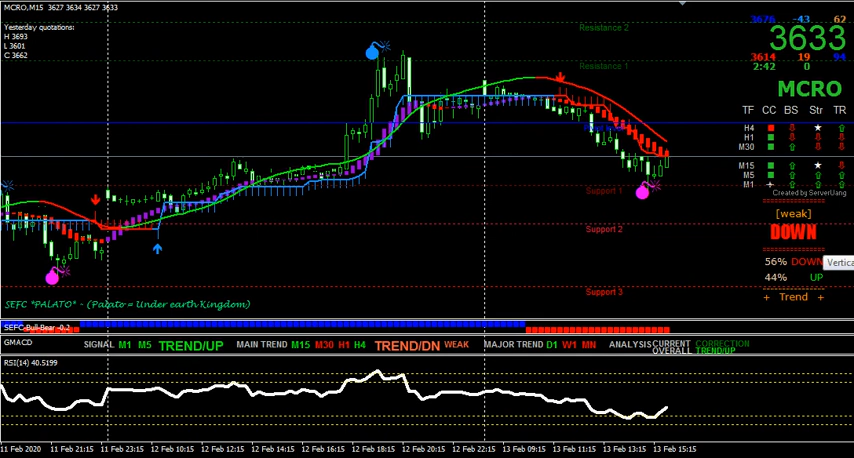 MCRO,M15 3627 3634 3627 3633
Yesterday quotations:
H 3693
L 3601
C 3662
Resistance 2
Resistance 1
Support 1
Support 2
Support 3
3676 -43 62
3633
3614 19 94
2:42 0
MCRO
TF CC BS Str TR
H4
H1
M30
M15
M5
M1
Created by ServerUang
==============
[weak]
DOWN
==============
56% DOWN
44% UP
+ Trend +
Vertica
SEFC *PALATO* - (Palato = Under earth Kingdom)
SEFC-Bull-Bear -0.2
GMACD SIGNAL M1 M5 TREND/UP MAIN TREND M15 M30 H1 H4 TREND/DN WEAK MAJOR TREND D1 W1 MN ANALYSIS CURRENT CORRECTION
OVERALL TREND/UP
RSI(14) 40.5199
11 Feb 2020 11 Feb 21:15 11 Feb 23:15 12 Feb 10:15 12 Feb 12:15 12 Feb 14:15 12 Feb 16:15 12 Feb 18:15 12 Feb 20:15 12 Feb 22:15 13 Feb 09:15 13 Feb 11:15 13 Feb 13:15 13 Feb 15:15